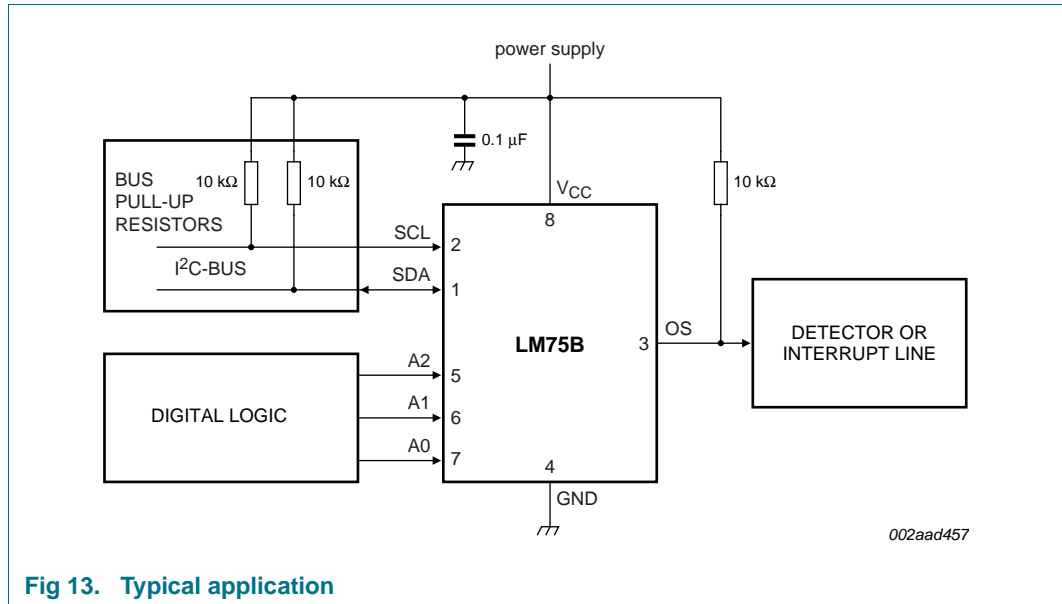 power supply
0.1 μF
BUS
PULL-UP
RESISTORS
10 kΩ
10 kΩ
10 kΩ
VCC
8
SCL
2
I2C-BUS
SDA
1
LM75B
3
OS
DETECTOR OR
INTERRUPT LINE
DIGITAL LOGIC
A2
5
A1
6
A0
7
4
GND
002aad457
Fig 13. Typical application